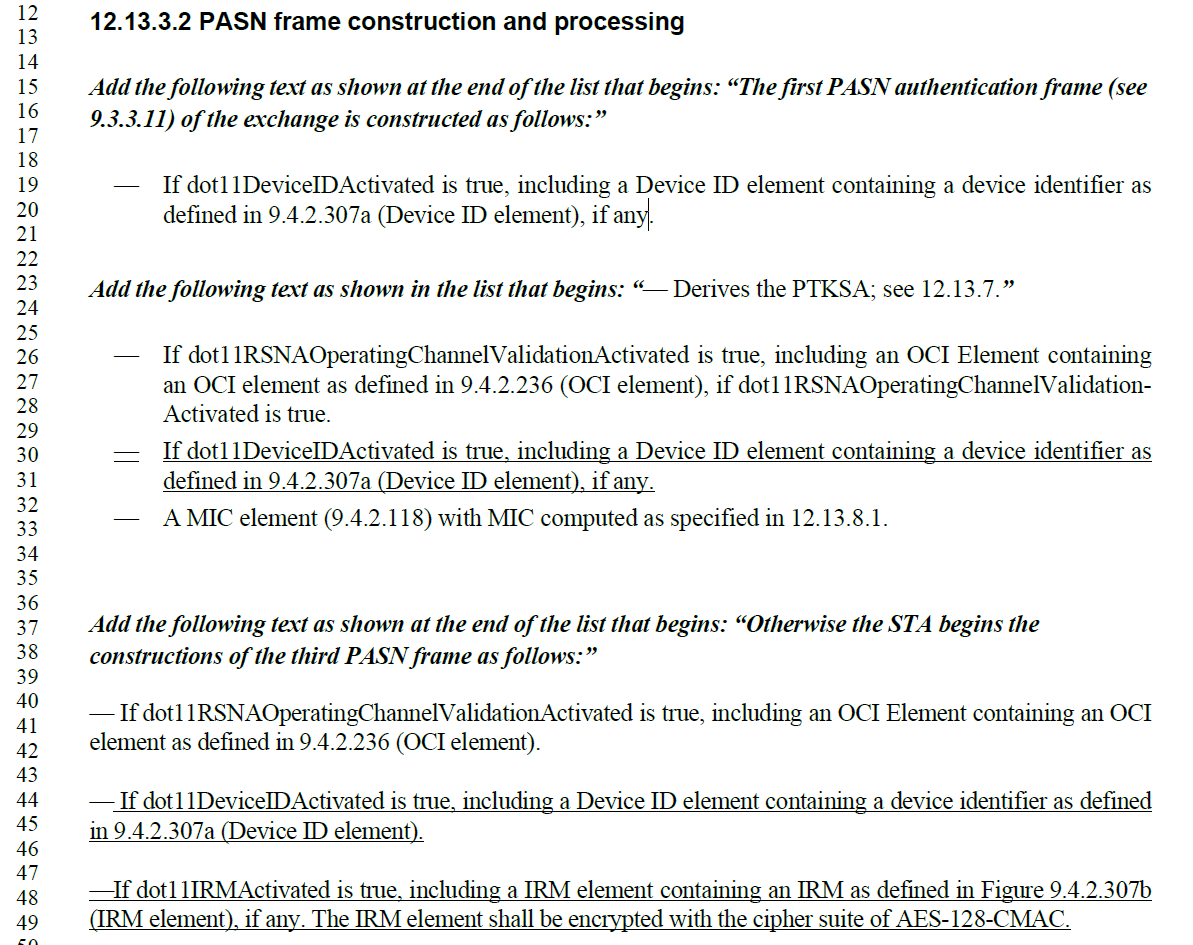 12
13
14
15
16
17
18
19
20
21
22
23
24
25
26
27
28
29
30
31
32
33
34
35
36
37
38
39
40
41
42
43
44
45
46
47
48
49
50
12.13.3.2 PASN frame construction and processing
Add the following text as shown at the end of the list that begins: “The first PASN authentication frame (see
9.3.3.11) of the exchange is constructed as follows:”
— If dot11DeviceIDActivated is true, including a Device ID element containing a device identifier as
defined in 9.4.2.307a (Device ID element), if any.
Add the following text as shown in the list that begins: “— Derives the PTKSA; see 12.13.7.”
— If dot11RSNAOperatingChannelValidationActivated is true, including an OCI Element containing
an OCI element as defined in 9.4.2.236 (OCI element), if dot11RSNAOperatingChannelValidation-
Activated is true.
— If dot11DeviceIDActivated is true, including a Device ID element containing a device identifier as
defined in 9.4.2.307a (Device ID element), if any.
— A MIC element (9.4.2.118) with MIC computed as specified in 12.13.8.1.
Add the following text as shown at the end of the list that begins: “Otherwise the STA begins the
constructions of the third PASN frame as follows:”
— If dot11RSNAOperatingChannelValidationActivated is true, including an OCI Element containing an OCI
element as defined in 9.4.2.236 (OCI element).
— If dot11DeviceIDActivated is true, including a Device ID element containing a device identifier as defined
in 9.4.2.307a (Device ID element).
—If dot11IRMActivated is true, including a IRM element containing an IRM as defined in Figure 9.4.2.307b
(IRM element), if any. The IRM element shall be encrypted with the cipher suite of AES-128-CMAC.